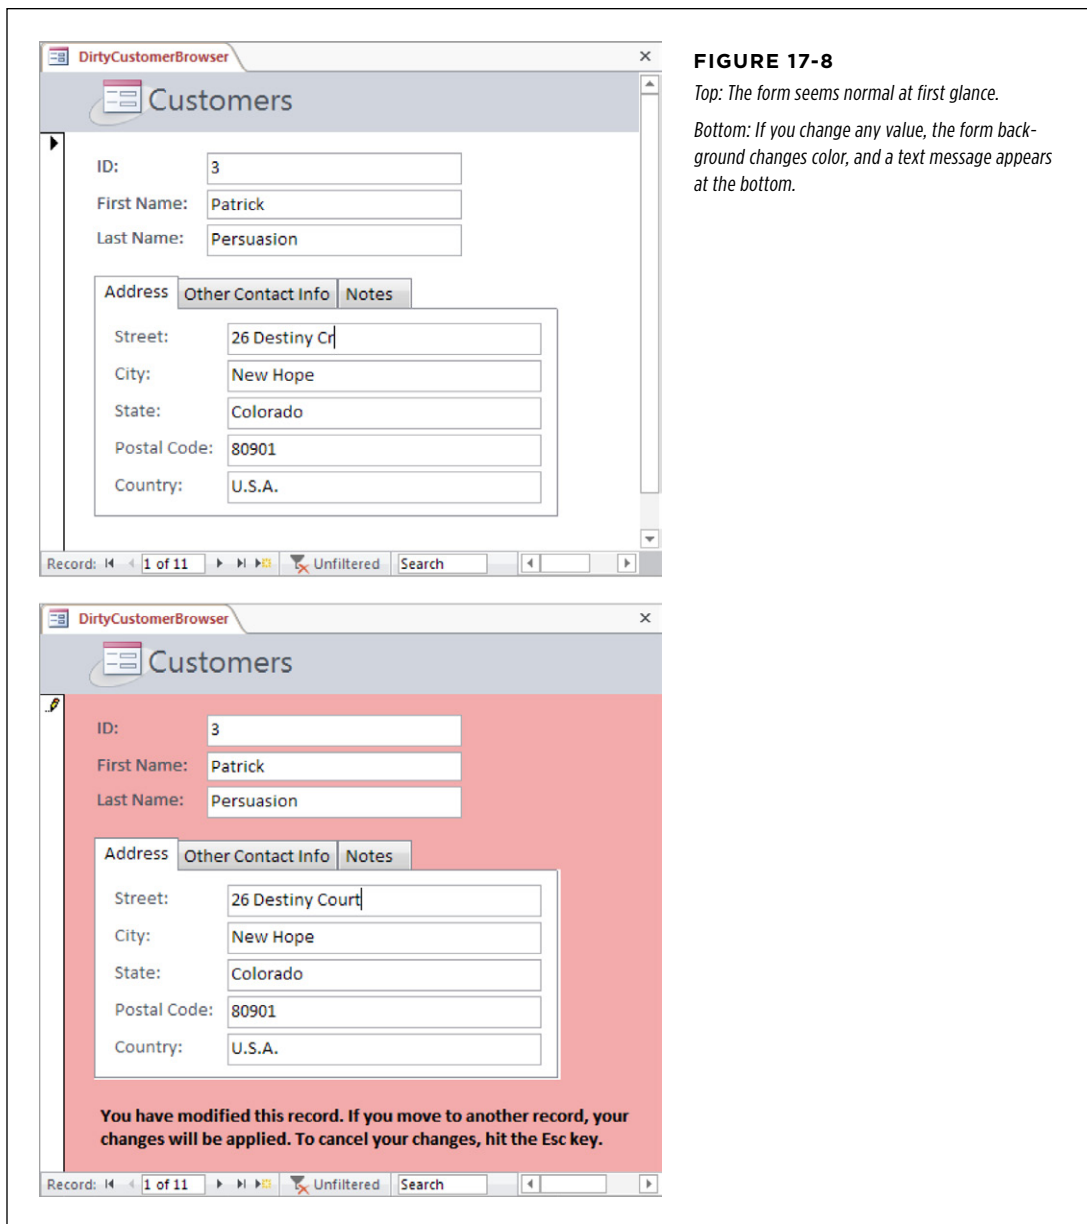 DirtyCustomerBrowser
Customers
ID: 3
First Name: Patrick
Last Name: Persuasion
Address Other Contact Info Notes
Street: 26 Destiny Cr
City: New Hope
State: Colorado
Postal Code: 80901
Country: U.S.A.
Record: 1 of 11 Unfiltered Search
FIGURE 17-8
Top: The form seems normal at first glance.
Bottom: If you change any value, the form back-
ground changes color, and a text message appears
at the bottom.
DirtyCustomerBrowser
Customers
ID: 3
First Name: Patrick
Last Name: Persuasion
Address Other Contact Info Notes
Street: 26 Destiny Court
City: New Hope
State: Colorado
Postal Code: 80901
Country: U.S.A.
You have modified this record. If you move to another record, your
changes will be applied. To cancel your changes, hit the Esc key.
Record: 1 of 11 Unfiltered Search